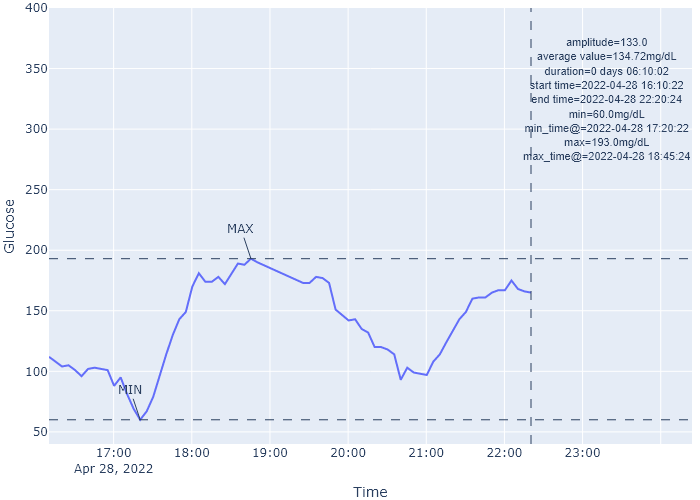 400
350
300
250
200
150
100
50
Glucose
amplitude=133.0
average value=134.72mg/dL
duration=0 days 06:10:02
start time=2022-04-28 16:10:22
end time=2022-04-28 22:20:24
min=60.0mg/dL
min_time@=2022-04-28 17:20:22
max=193.0mg/dL
max_time@=2022-04-28 18:45:24
MAX
MIN
17:00 18:00 19:00 20:00 21:00 22:00 23:00
Apr 28, 2022
Time